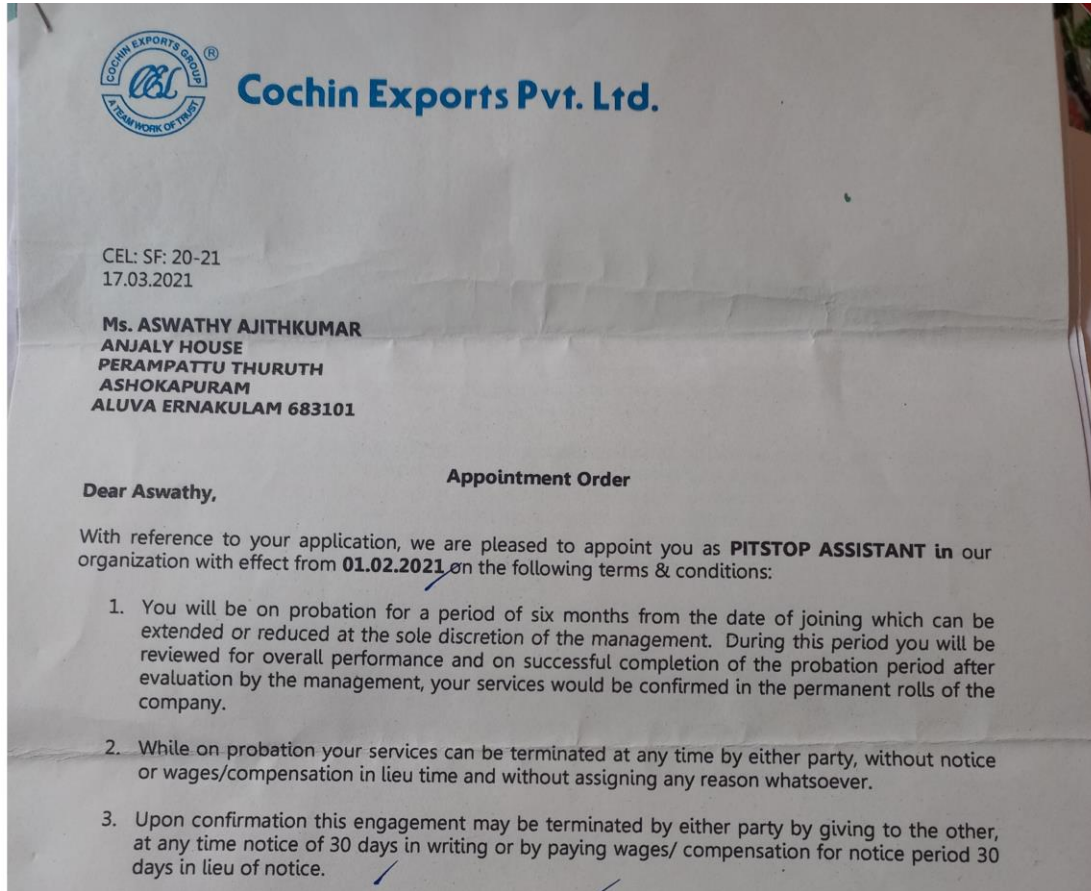 COCHIN EXPORTS GROUP
A TEAM WORK OF TRUST
®
Cochin Exports Pvt. Ltd.
CEL: SF: 20-21
17.03.2021
Ms. ASWATHY AJITHKUMAR
ANJALY HOUSE
PERAMPATTU THURUTH
ASHOKAPURAM
ALUVA ERNAKULAM 683101
Appointment Order
Dear Aswathy,
With reference to your application, we are pleased to appoint you as PITSTOP ASSISTANT in our
organization with effect from 01.02.2021 on the following terms & conditions:
1. You will be on probation for a period of six months from the date of joining which can be
extended or reduced at the sole discretion of the management. During this period you will be
reviewed for overall performance and on successful completion of the probation period after
evaluation by the management, your services would be confirmed in the permanent rolls of the
company.
2. While on probation your services can be terminated at any time by either party, without notice
or wages/compensation in lieu time and without assigning any reason whatsoever.
3. Upon confirmation this engagement may be terminated by either party by giving to the other,
at any time notice of 30 days in writing or by paying wages/ compensation for notice period 30
days in lieu of notice.